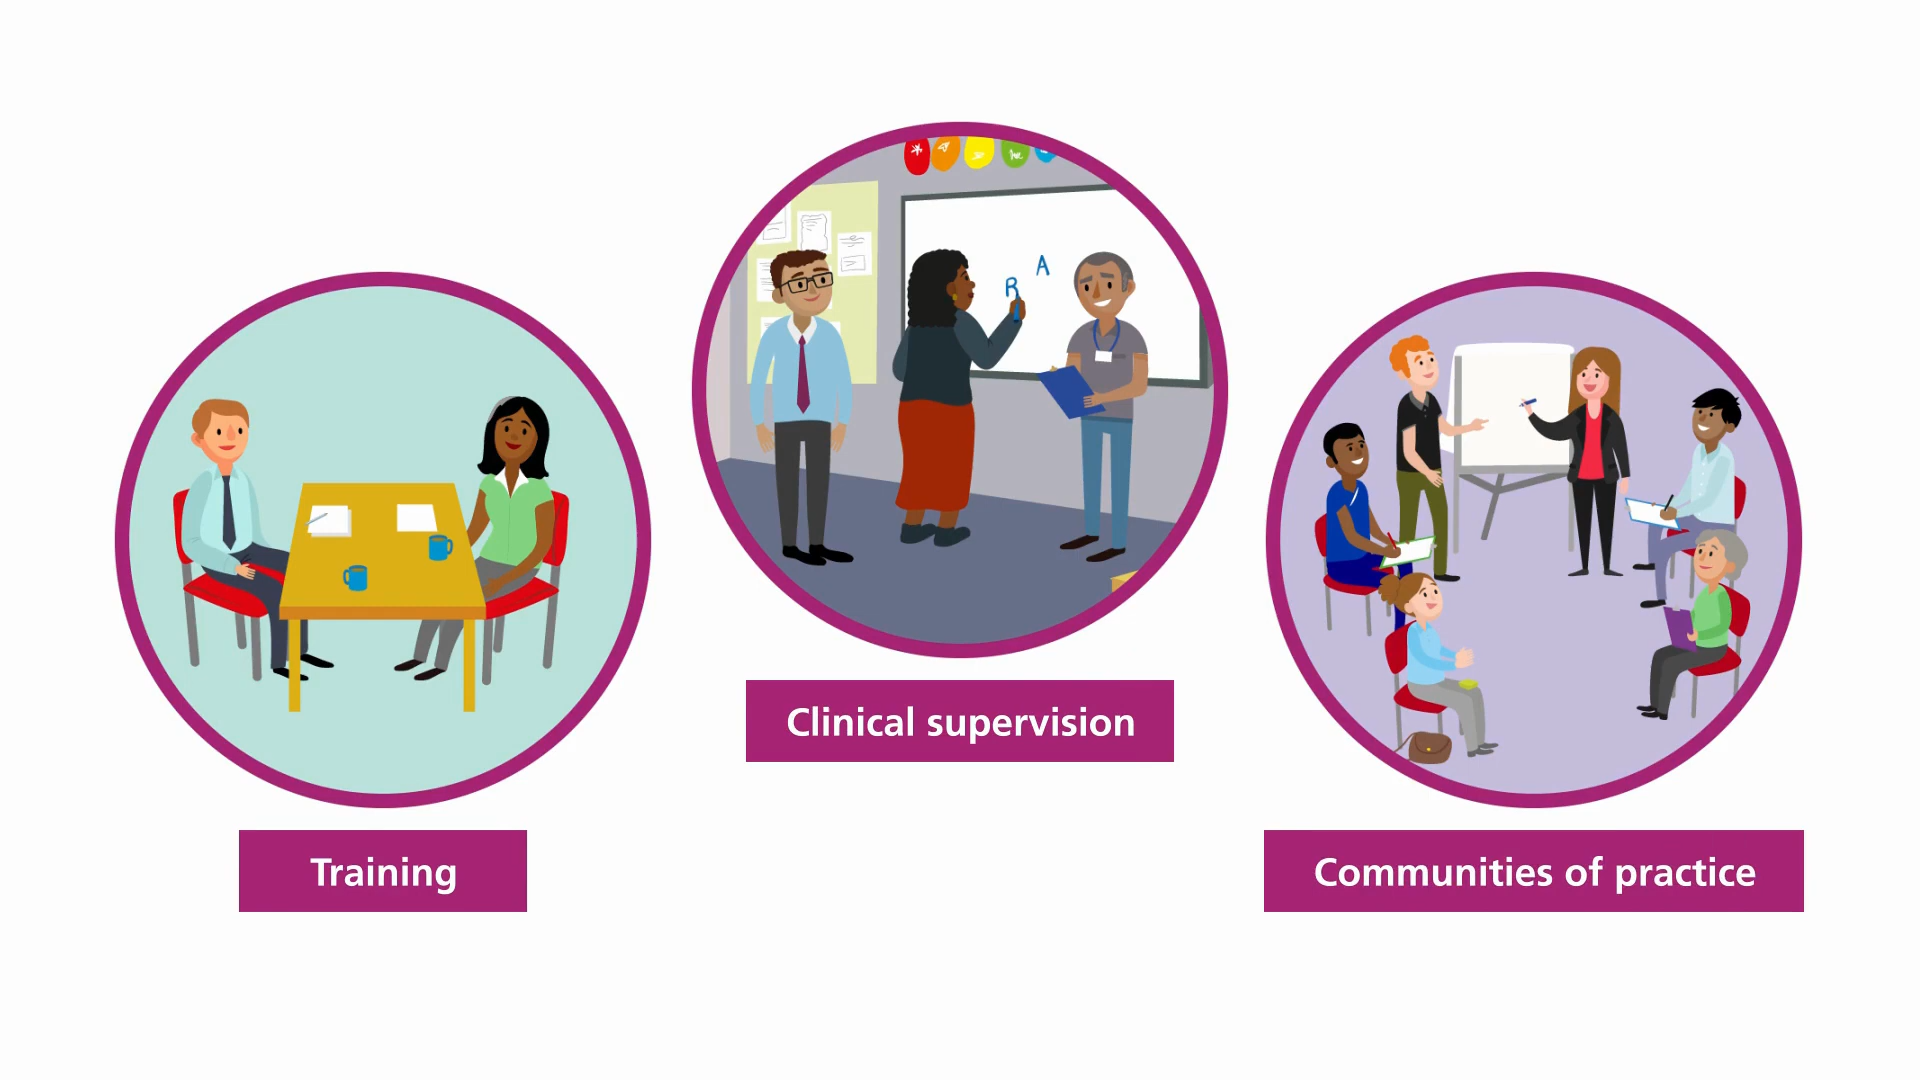 R
A
Clinical supervision
Training
Communities of practice